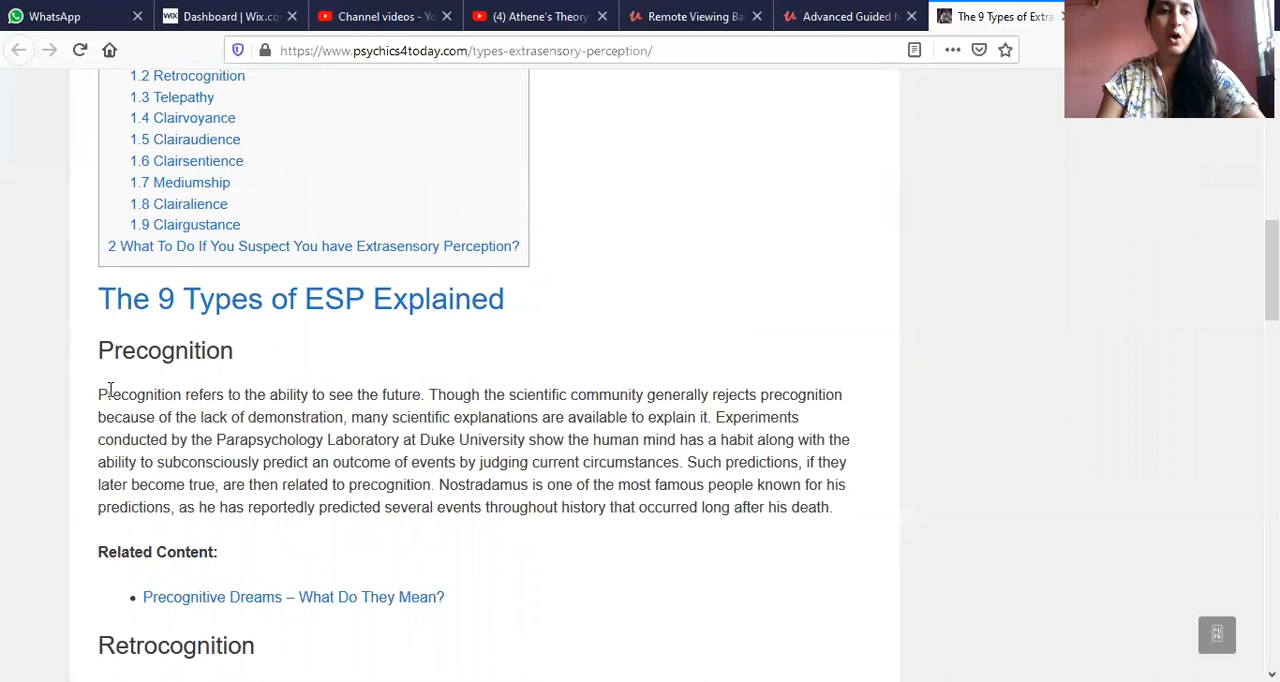 WhatsApp
WIX Dashboard | Wix.co
Channel videos - Yo
(4) Athene's Theory
Remote Viewing Ba
Advanced Guided M
The 9 Types of Extra
https://www.psychics4today.com/types-extrasensory-perception/
1.2 Retrocognition
1.3 Telepathy
1.4 Clairvoyance
1.5 Clairaudience
1.6 Clairsentience
1.7 Mediumship
1.8 Clairalience
1.9 Clairgustance
2 What To Do If You Suspect You have Extrasensory Perception?
The 9 Types of ESP Explained
Precognition
Precognition refers to the ability to see the future. Though the scientific community generally rejects precognition
because of the lack of demonstration, many scientific explanations are available to explain it. Experiments
conducted by the Parapsychology Laboratory at Duke University show the human mind has a habit along with the
ability to subconsciously predict an outcome of events by judging current circumstances. Such predictions, if they
later become true, are then related to precognition. Nostradamus is one of the most famous people known for his
predictions, as he has reportedly predicted several events throughout history that occurred long after his death.
Related Content:
• Precognitive Dreams – What Do They Mean?
Retrocognition